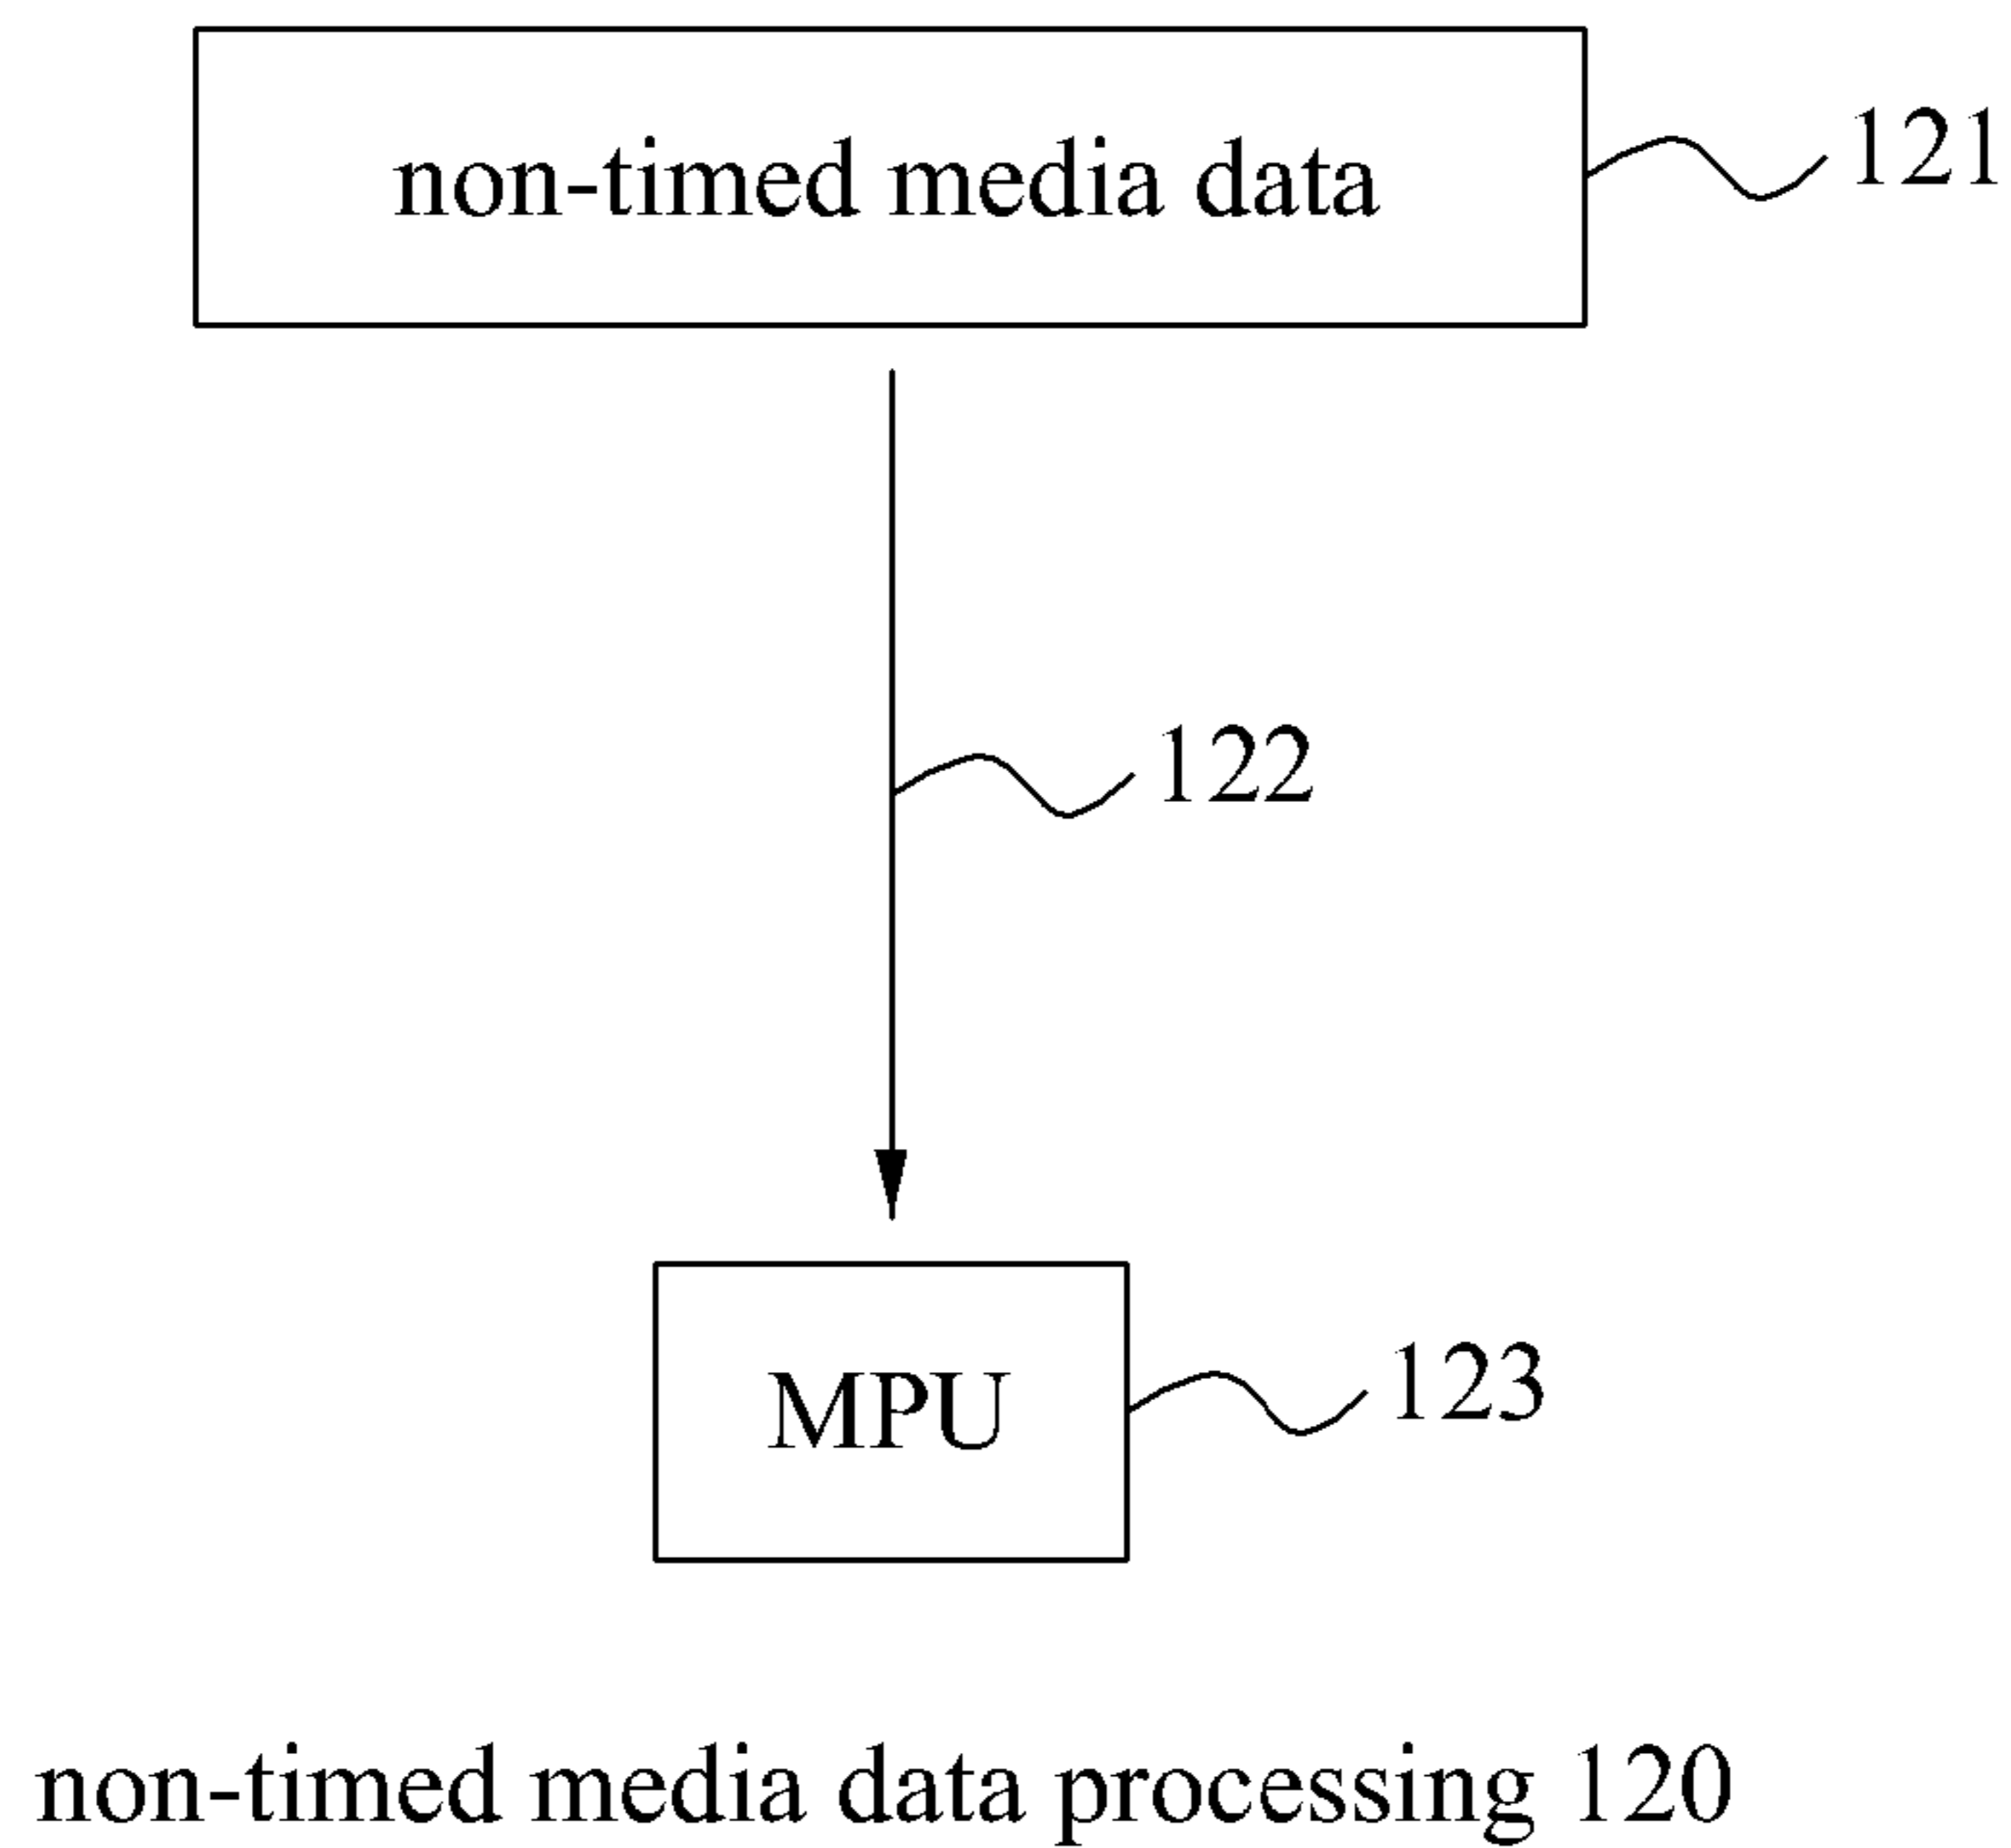 non-timed media data
121
122
MPU
123
non-timed media data processing 120